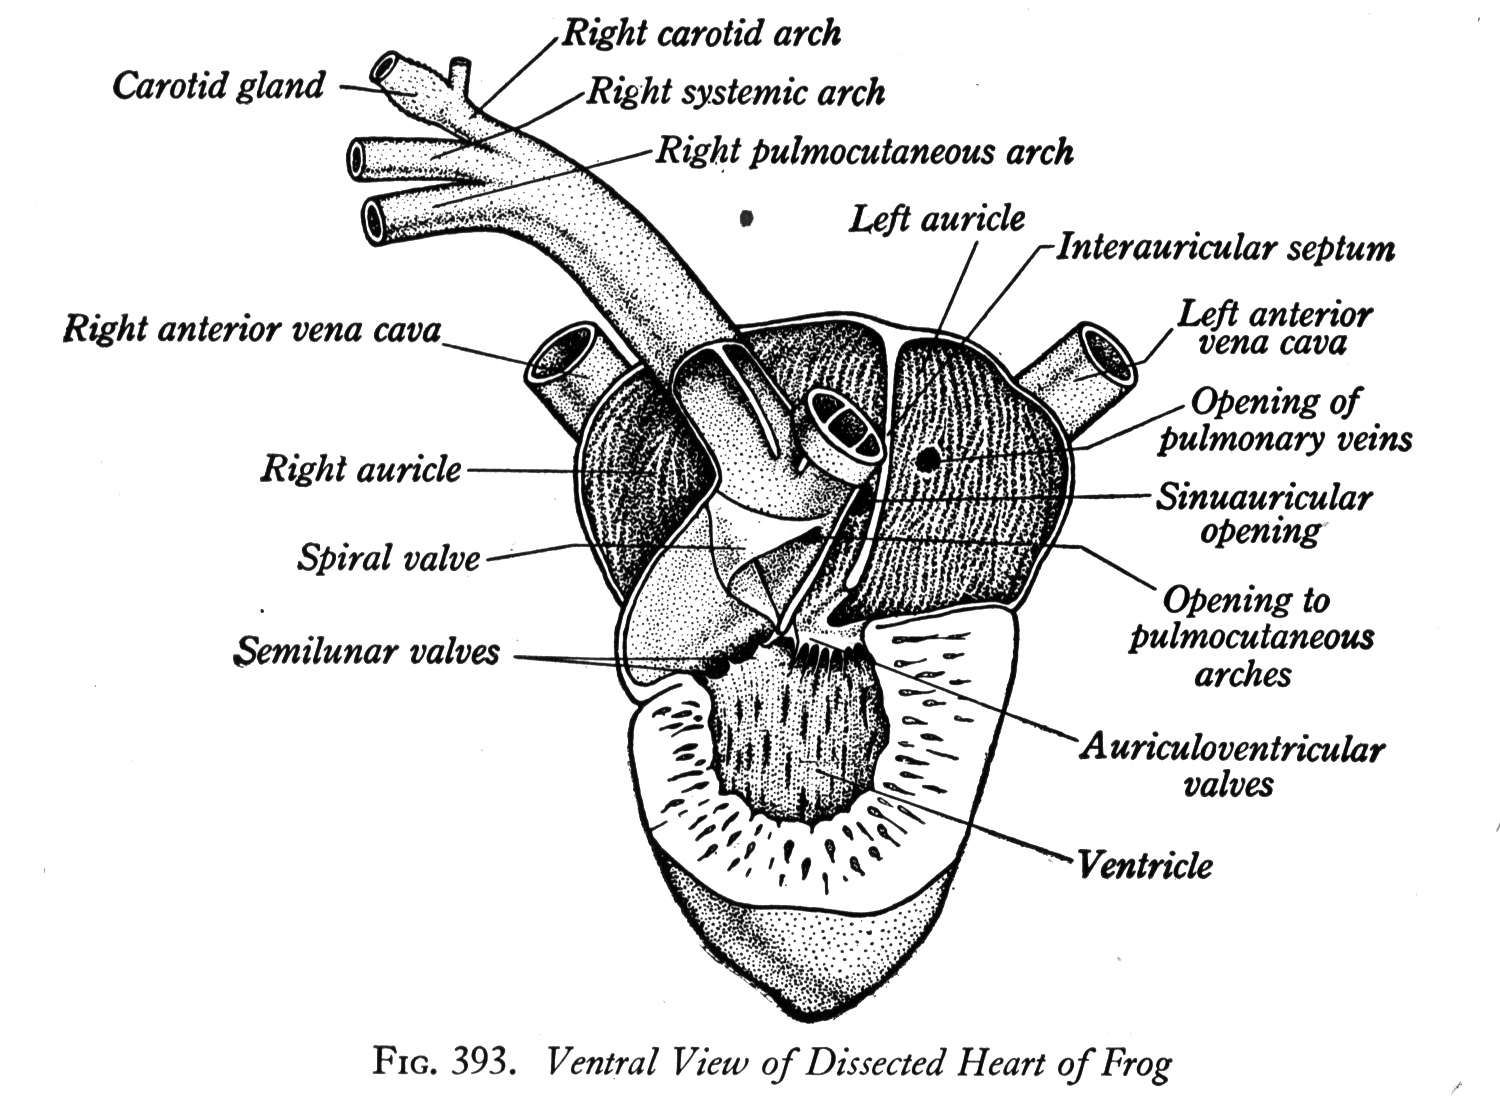 Right carotid arch
Carotid gland
Right systemic arch
Right pulmocutaneous arch
Left auricle
Interauricular septum
Left anterior
vena cava
Right anterior vena cava
Opening of
pulmonary veins
Right auricle
Sinuauricular
opening
Spiral valve
Opening to
pulmocutaneous
arches
Semilunar valves
Auriculoventricular
valves
Ventricle
FIG. 393. Ventral View of Dissected Heart of Frog